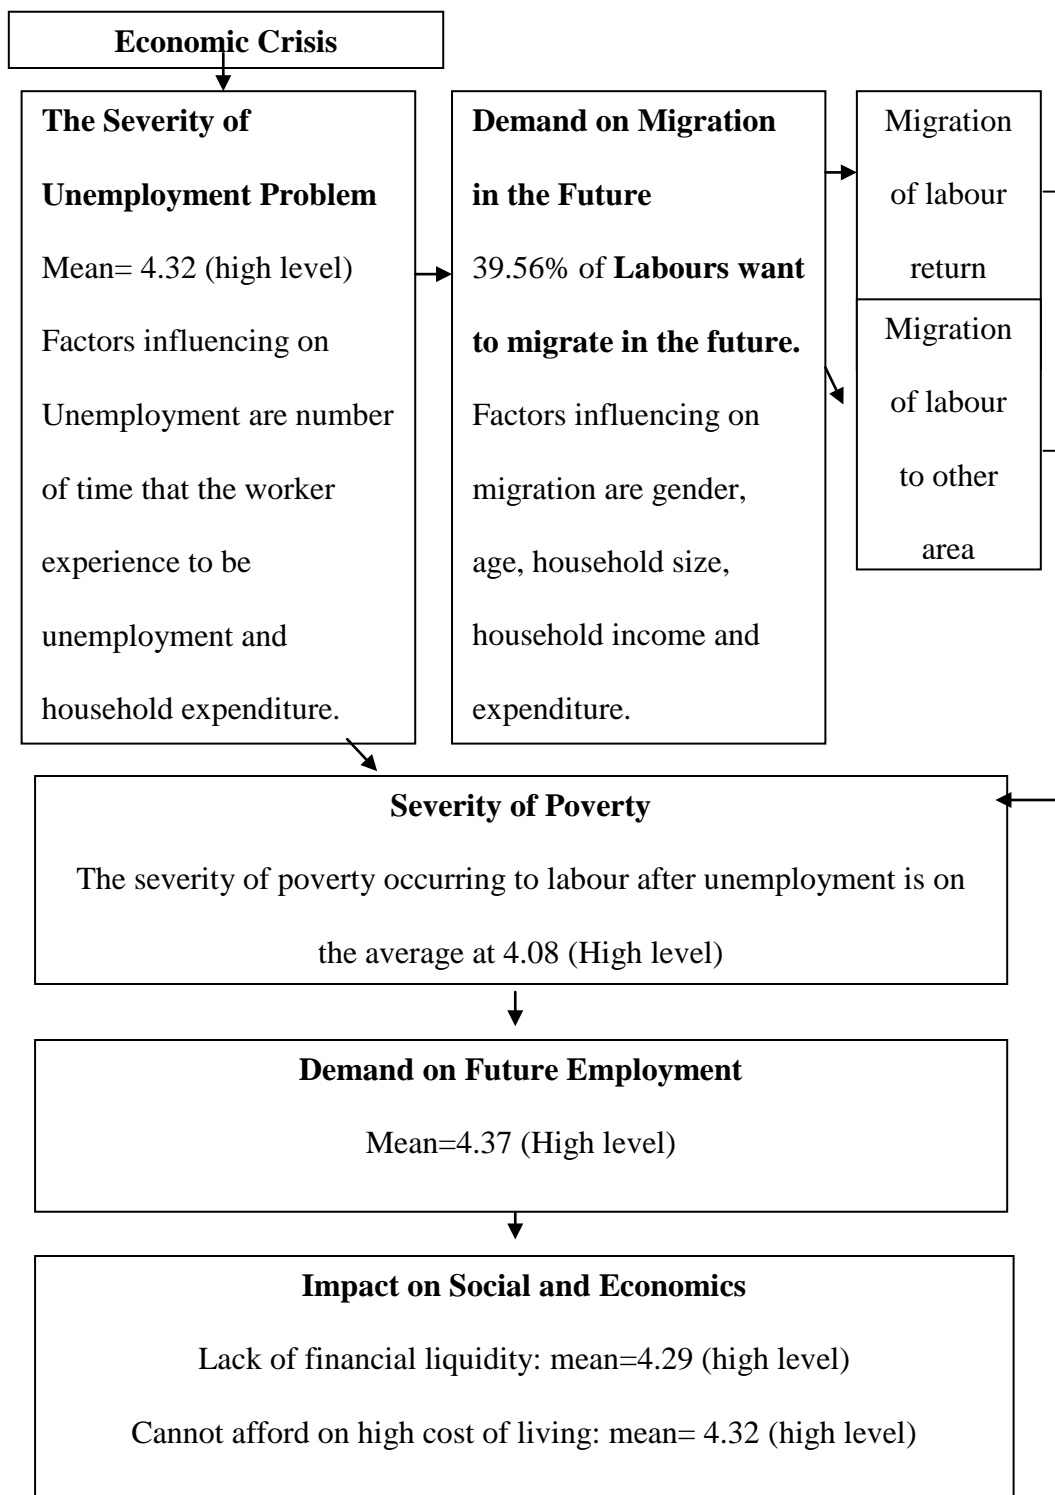 Economic Crisis
The Severity of
Unemployment Problem
Mean= 4.32 (high level)
Factors influencing on
Unemployment are number
of time that the worker
experience to be
unemployment and
household expenditure.
Demand on Migration
in the Future
39.56% of Labours want
to migrate in the future.
Factors influencing on
migration are gender,
age, household size,
household income and
expenditure.
Migration
of labour
return
Migration
of labour
to other
area
Severity of Poverty
The severity of poverty occurring to labour after unemployment is on
the average at 4.08 (High level)
Demand on Future Employment
Mean=4.37 (High level)
Impact on Social and Economics
Lack of financial liquidity: mean=4.29 (high level)
Cannot afford on high cost of living: mean= 4.32 (high level)